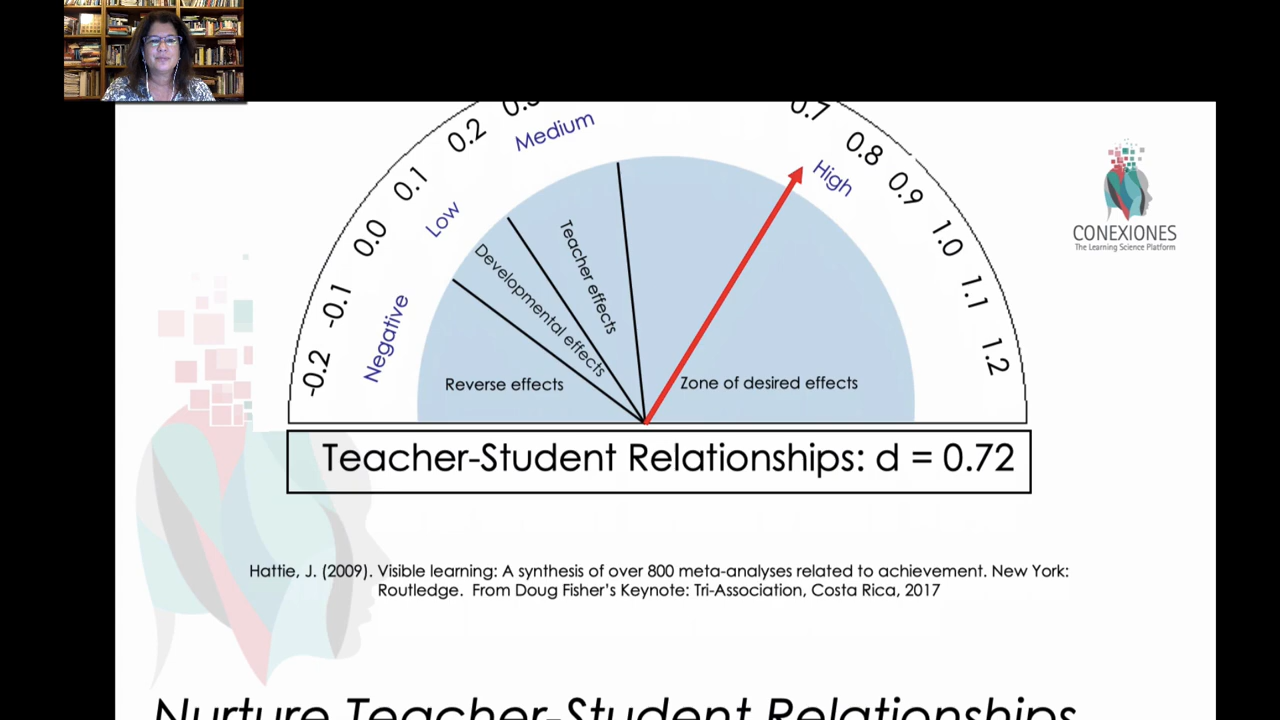 0.2
Medium
0.7
0.1
0.8
High
0.9
Low
0.0
1.0
-0.1
Negative
1.1
-0.2
1.2
Teacher effects
Developmental effects
Reverse effects
Zone of desired effects
CONEXIONES
The Learning Science Platform
Teacher-Student Relationships: d = 0.72
Hattie, J. (2009). Visible learning: A synthesis of over 800 meta-analyses related to achievement. New York:
Routledge. From Doug Fisher's Keynote: Tri-Association, Costa Rica, 2017
Nurture Teacher-Student Relationships